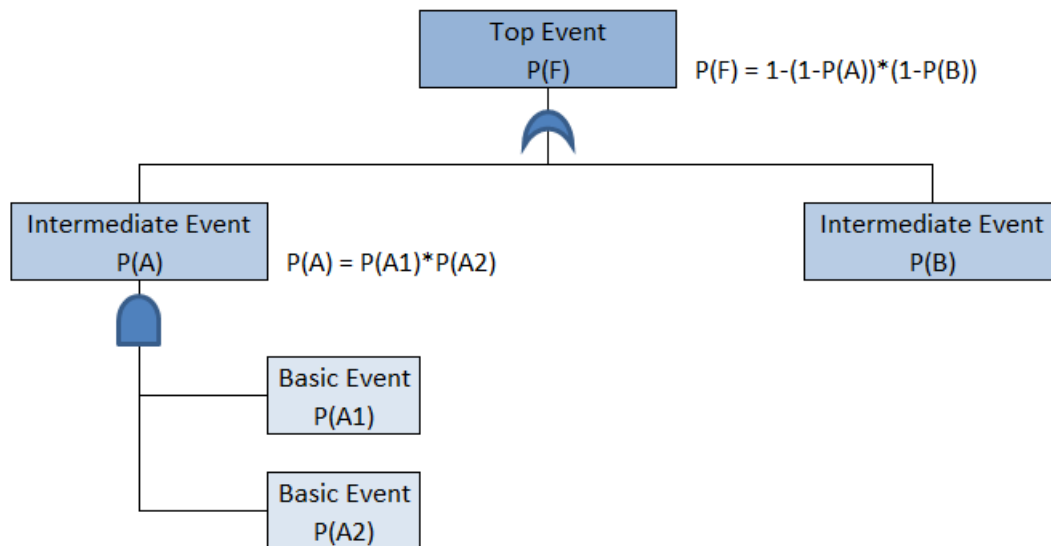 Top Event
P(F)
P(F) = 1-(1-P(A))*(1-P(B))
Intermediate Event
P(A)
P(A) = P(A1)*P(A2)
Intermediate Event
P(B)
Basic Event
P(A1)
Basic Event
P(A2)